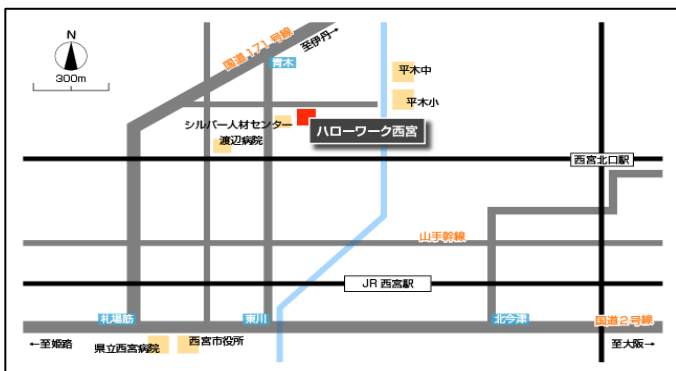 N
300m
国道171号線
至伊丹→
青木
平木中
平木小
シルバー人材センター
ハローワーク西宮
渡辺病院
西宮北口駅
山手幹線
JR 西宮駅
札場筋
東川
北今津
国道2号線
←至姫路
県立西宮病院
西宮市役所
至大阪→